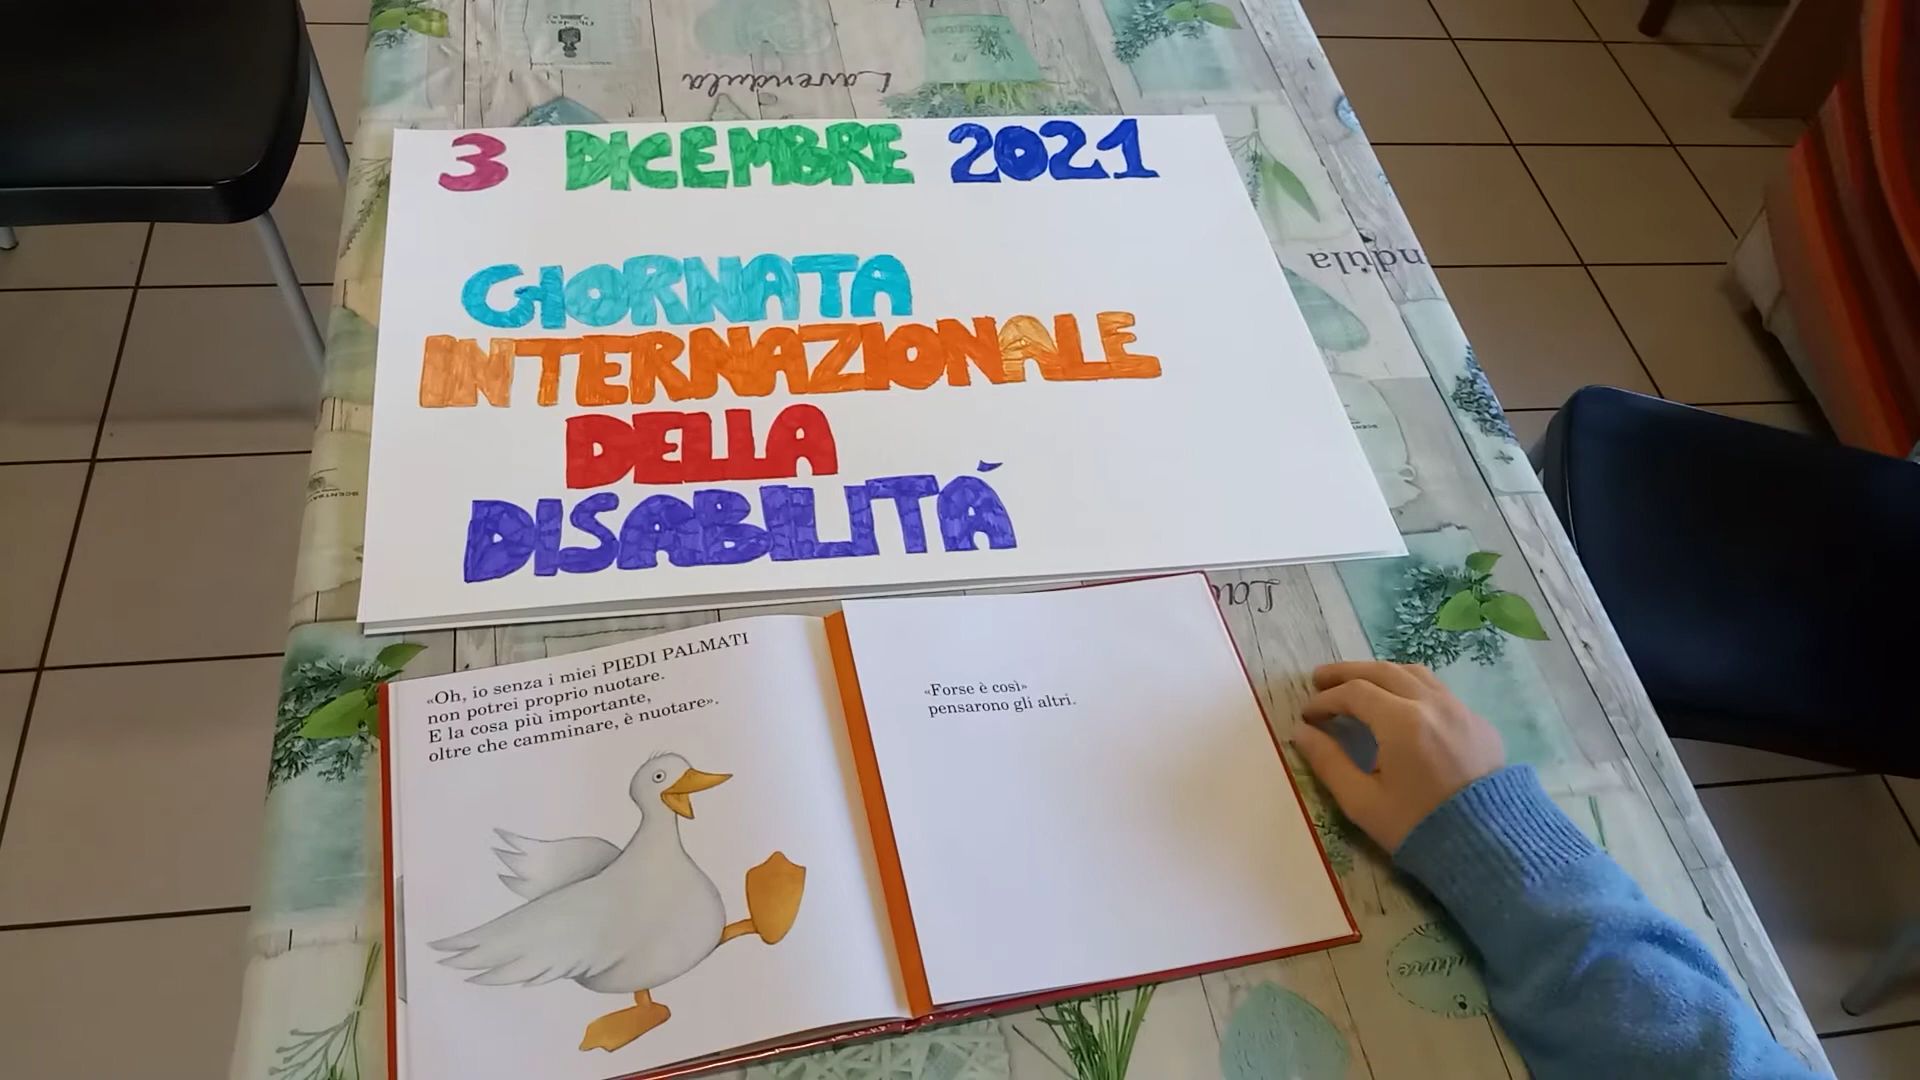 Lavendula
3 DICEMBRE 2021
GIORNATA
INTERNAZIONALE
DELLA
DISABILITÁ
«Oh, io senza i miei PIEDI PALMATI
non potrei proprio nuotare.
E la cosa più importante,
oltre che camminare, è nuotare».
«Forse è così»
pensarono gli altri.